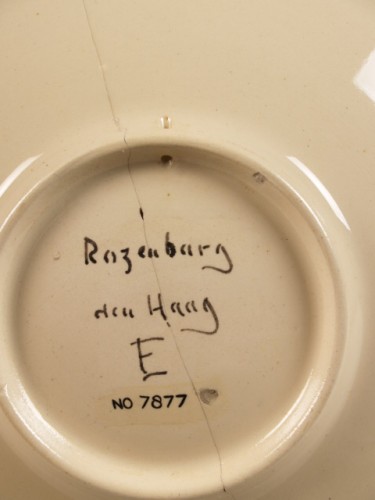 Rozenburg
den Haag
E
NO 7877